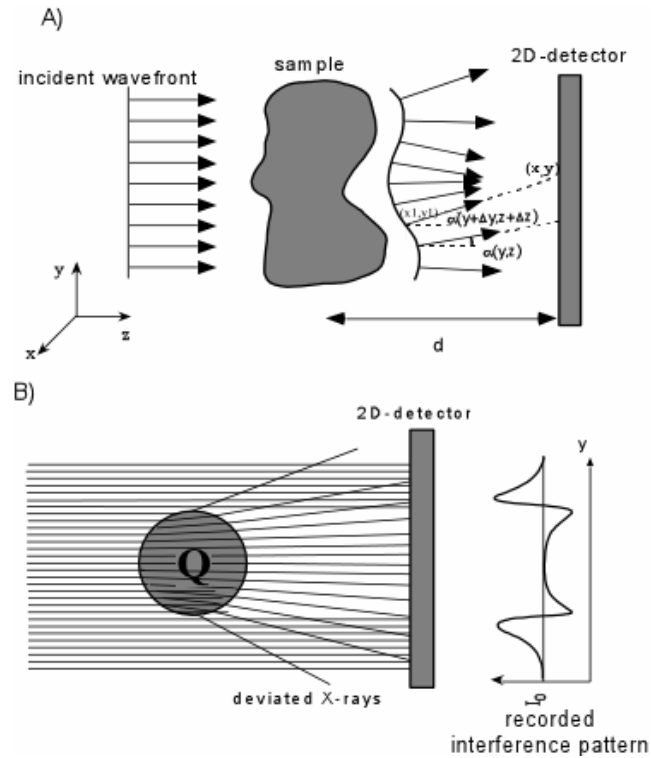 A)
sample
2D-detector
incident wavefront
(x,y)
(x1,y1)
α(y+Δy,z+Δz)
α(y,z)
y
z
x
d
B)
2D-detector
y
Q
deviated X-rays
I0
recorded
interference pattern